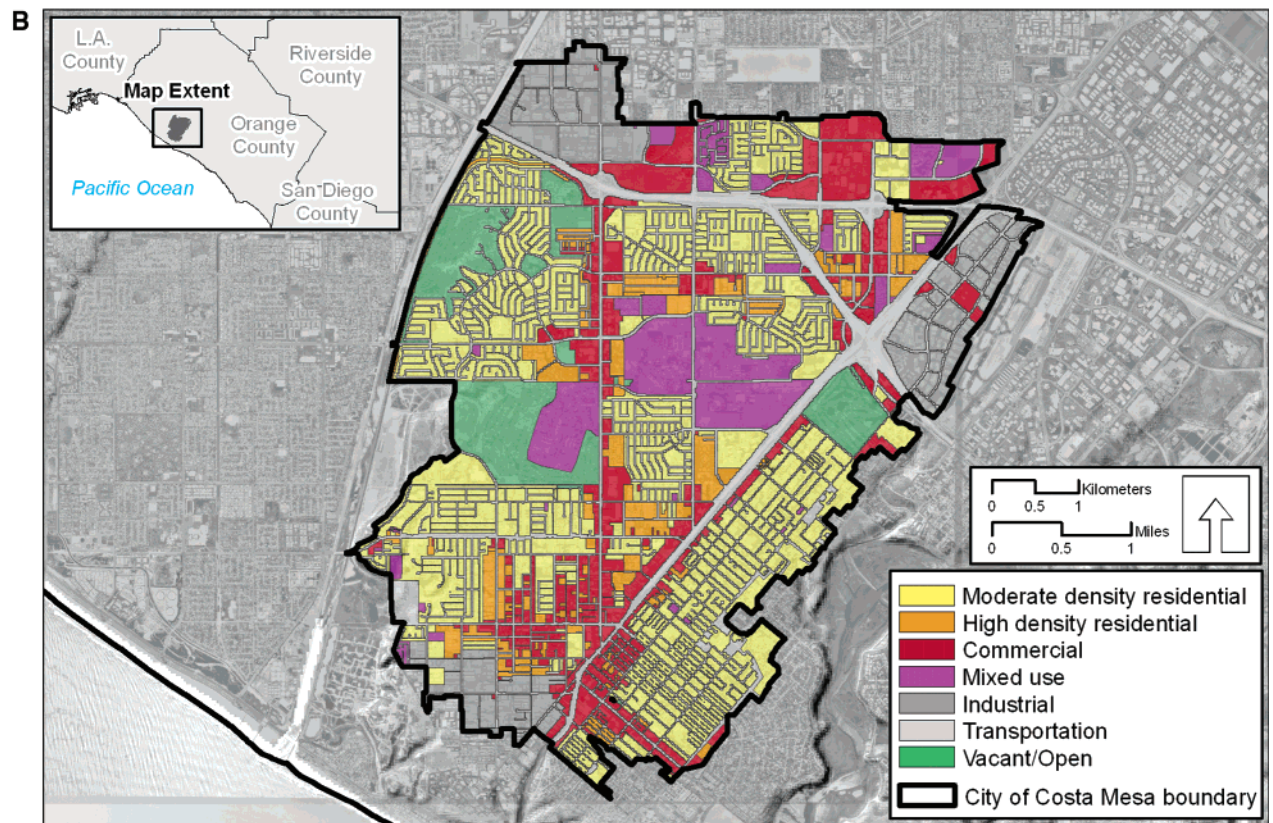 B
L.A.
County
Riverside
County
Map Extent
Orange
County
Pacific Ocean
San Diego
County
Kilometers
0 0.5 1
Miles
0 0.5 1
Moderate density residential
High density residential
Commercial
Mixed use
Industrial
Transportation
Vacant/Open
City of Costa Mesa boundary